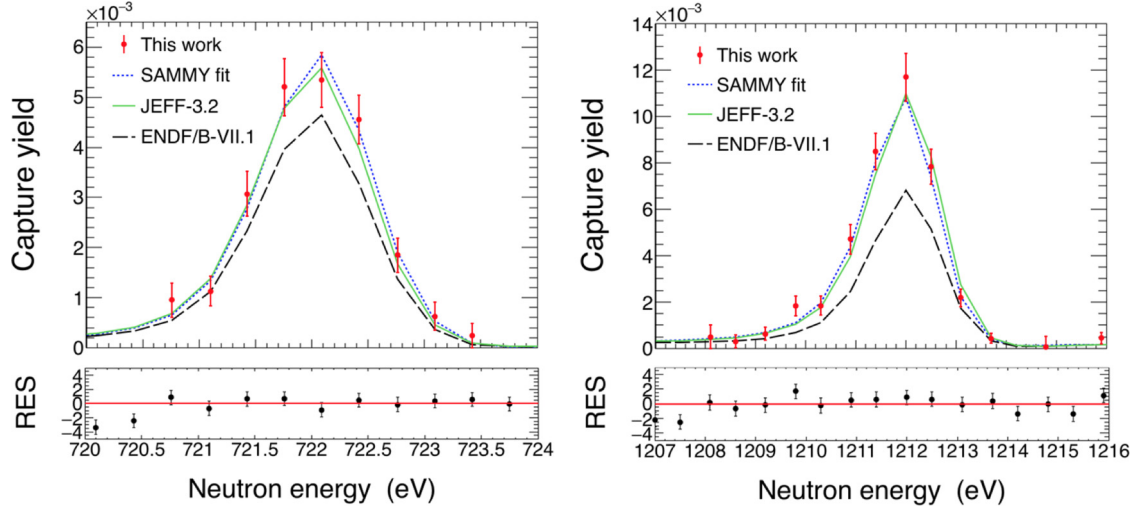 ×10⁻³
This work
SAMMY fit
JEFF-3.2
ENDF/B-VII.1
Capture yield
6
5
4
3
2
1
0
RES
4
2
0
−2
−4
720 720.5 721 721.5 722 722.5 723 723.5 724
Neutron energy (eV)
×10⁻³
This work
SAMMY fit
JEFF-3.2
ENDF/B-VII.1
Capture yield
14
12
10
8
6
4
2
0
RES
4
2
0
−2
−4
1207 1208 1209 1210 1211 1212 1213 1214 1215 1216
Neutron energy (eV)